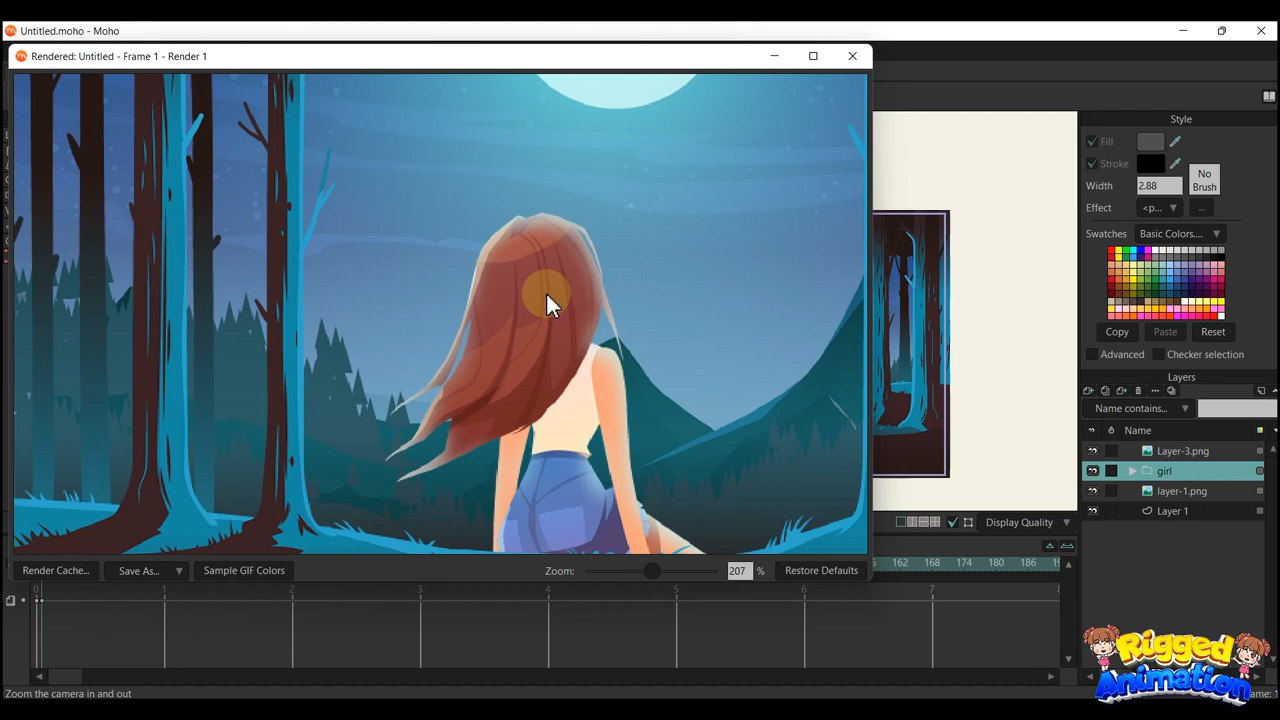 Untitled.moho - Moho
Rendered: Untitled - Frame 1 - Render 1
Style
Fill
Stroke
Width 2.88
No Brush
Effect <p...
...
Swatches Basic Colors....
Copy Paste Reset
Advanced Checker selection
Layers
Name contains...
Name
Layer-3.png
girl
layer-1.png
Layer 1
Display Quality
Render Cache... Save As... Sample GIF Colors Zoom: 207 % Restore Defaults
162 168 174 180 186
0 1 2 3 4 5 6 7 8
Rigged
Animation
Zoom the camera in and out